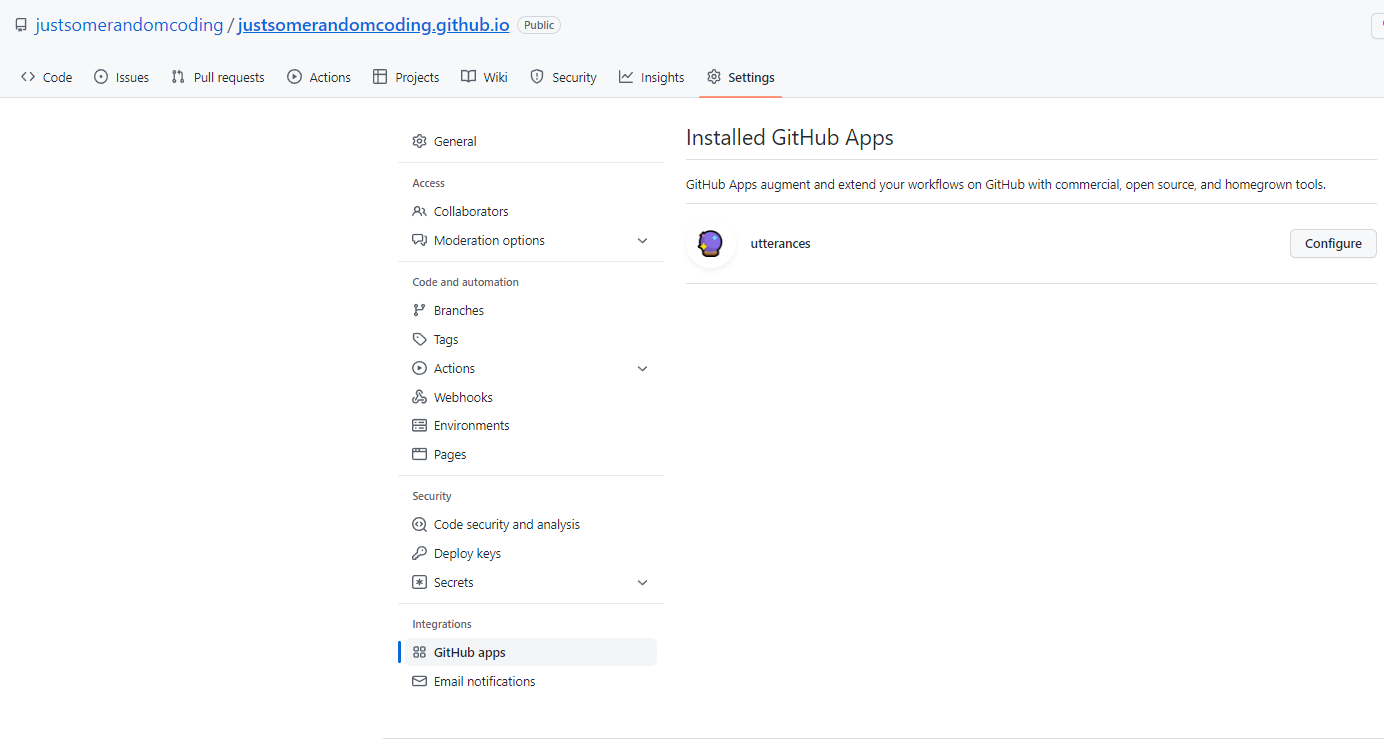 justsomerandomcoding / justsomerandomcoding.github.io Public
Code Issues Pull requests Actions Projects Wiki Security Insights Settings
General
Access
Collaborators
Moderation options
Code and automation
Branches
Tags
Actions
Webhooks
Environments
Pages
Security
Code security and analysis
Deploy keys
Secrets
Integrations
GitHub apps
Email notifications
Installed GitHub Apps
GitHub Apps augment and extend your workflows on GitHub with commercial, open source, and homegrown tools.
utterances Configure